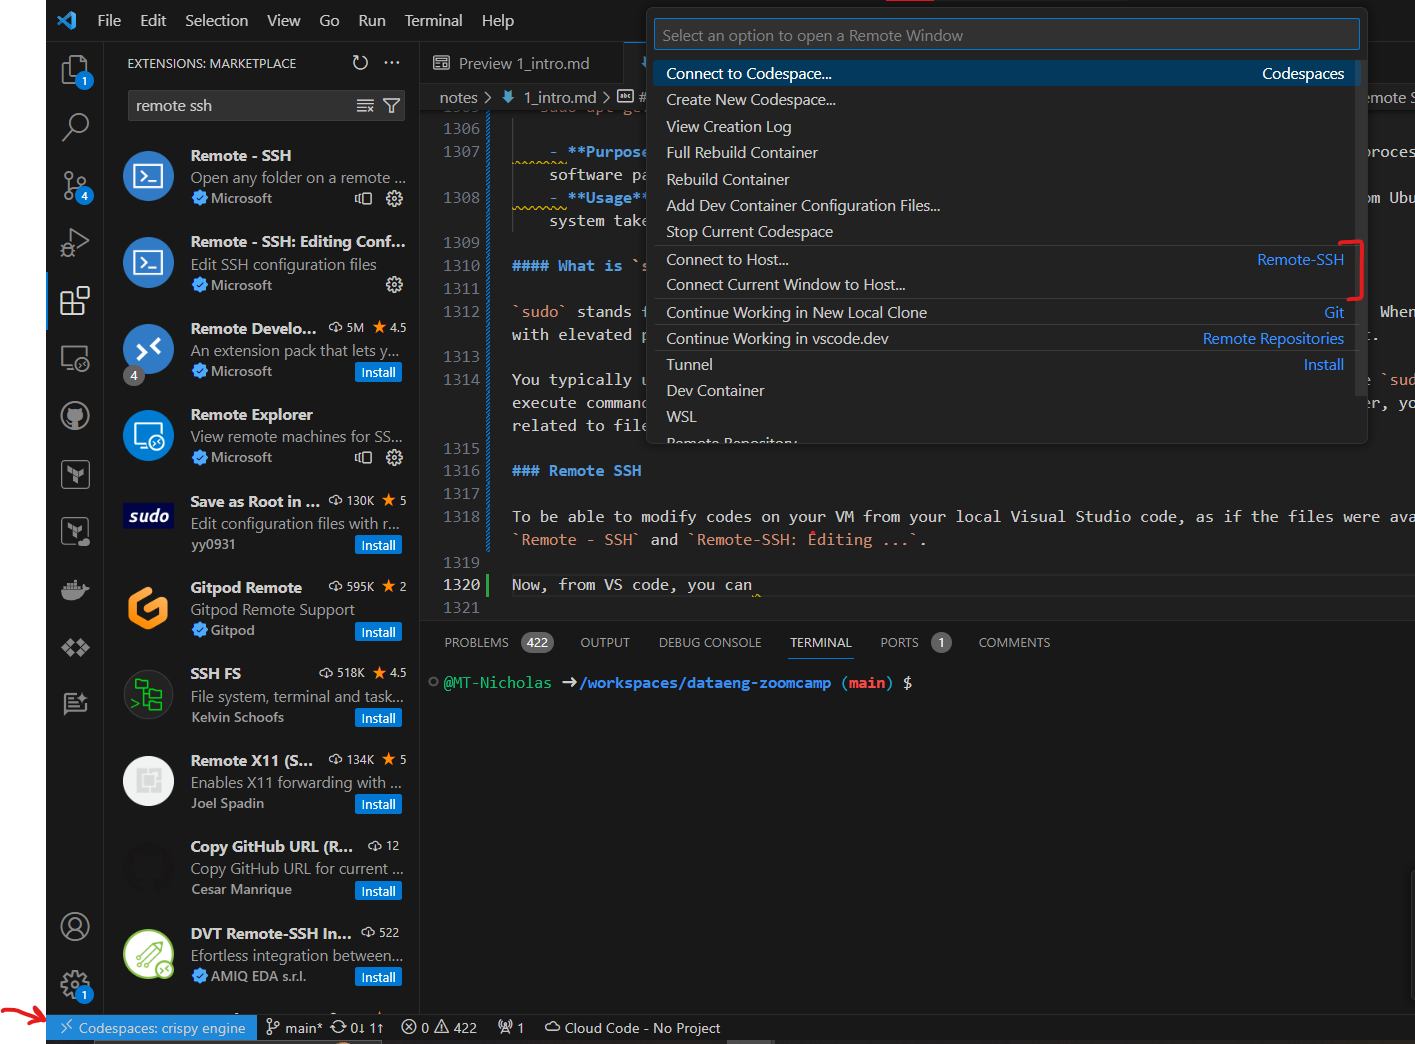 File Edit Selection View Go Run Terminal Help
Select an option to open a Remote Window
Connect to Codespace... Codespaces
Create New Codespace...
View Creation Log
Full Rebuild Container
Rebuild Container
Add Dev Container Configuration Files...
Stop Current Codespace
Connect to Host... Remote-SSH
Connect Current Window to Host...
Continue Working in New Local Clone Git
Continue Working in vscode.dev Remote Repositories
Tunnel Install
Dev Container
WSL
Remote Repository
EXTENSIONS: MARKETPLACE
remote ssh
1
4
Remote - SSH
Open any folder on a remote ...
Microsoft
Remote - SSH: Editing Conf...
Edit SSH configuration files
Microsoft
Remote Develo... 5M 4.5
An extension pack that lets y...
4
Microsoft Install
Remote Explorer
View remote machines for SS...
Microsoft
sudo
Save as Root in ... 130K 5
Edit configuration files with r...
yy0931 Install
Gitpod Remote 595K 2
Gitpod Remote Support
Gitpod Install
SSH FS 518K 4.5
File system, terminal and task...
Kelvin Schoofs Install
Remote X11 (S... 134K 5
Enables X11 forwarding with ...
Joel Spadin Install
Copy GitHub URL (R... 12
Copy GitHub URL for current ...
Cesar Manrique Install
DVT Remote-SSH In... 522
Efortless integration between...
AMIQ EDA s.r.l. Install
1
Preview 1_intro.md
notes > 1_intro.md > # emote S
1306
1307 - **Purpose proces
software pa
1308 - **Usage** om Ubu
system take
1309
1310 #### What is `s
1311
1312 `sudo` stands f When
with elevated p t.
1313
1314 You typically u e `sud
execute comman er, yo
related to file
1315
1316 ### Remote SSH
1317
1318 To be able to modify codes on your VM from your local Visual Studio code, as if the files were ava
`Remote - SSH` and `Remote-SSH: Editing ...`.
1319
1320 Now, from VS code, you can
1321
PROBLEMS 422 OUTPUT DEBUG CONSOLE TERMINAL PORTS 1 COMMENTS
@MT-Nicholas →/workspaces/dataeng-zoomcamp (main) $
Codespaces: crispy engine main* 0↓ 1↑ 0 422 1 Cloud Code - No Project